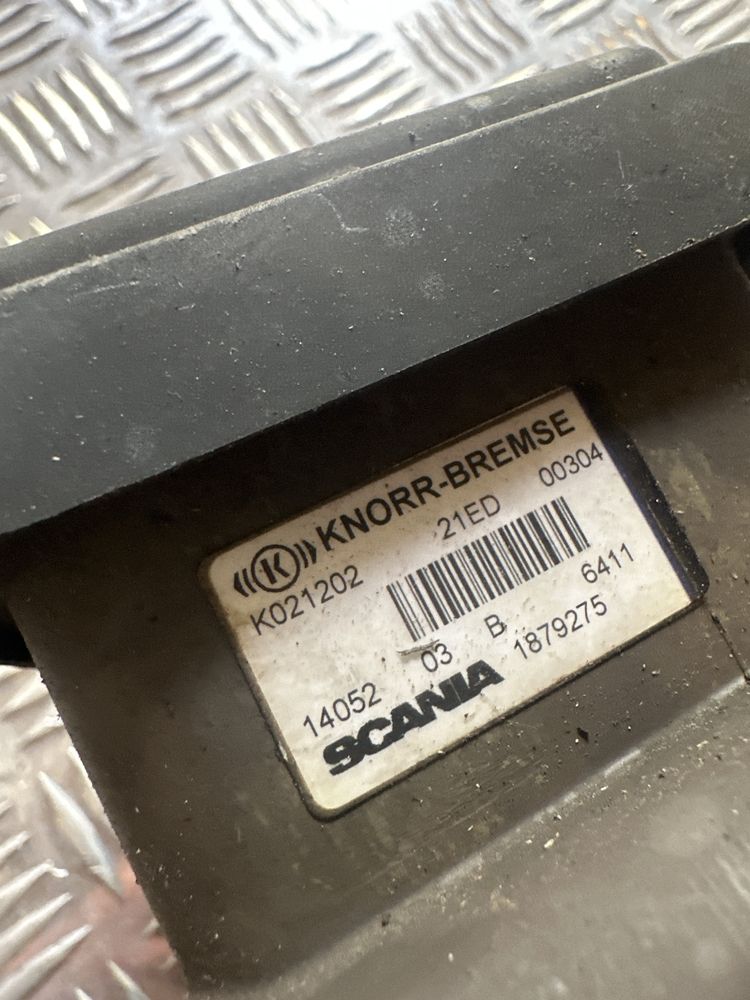 K KNORR-BREMSE
K021202 21ED 00304
14052 03 B 6411
SCANIA 1879275